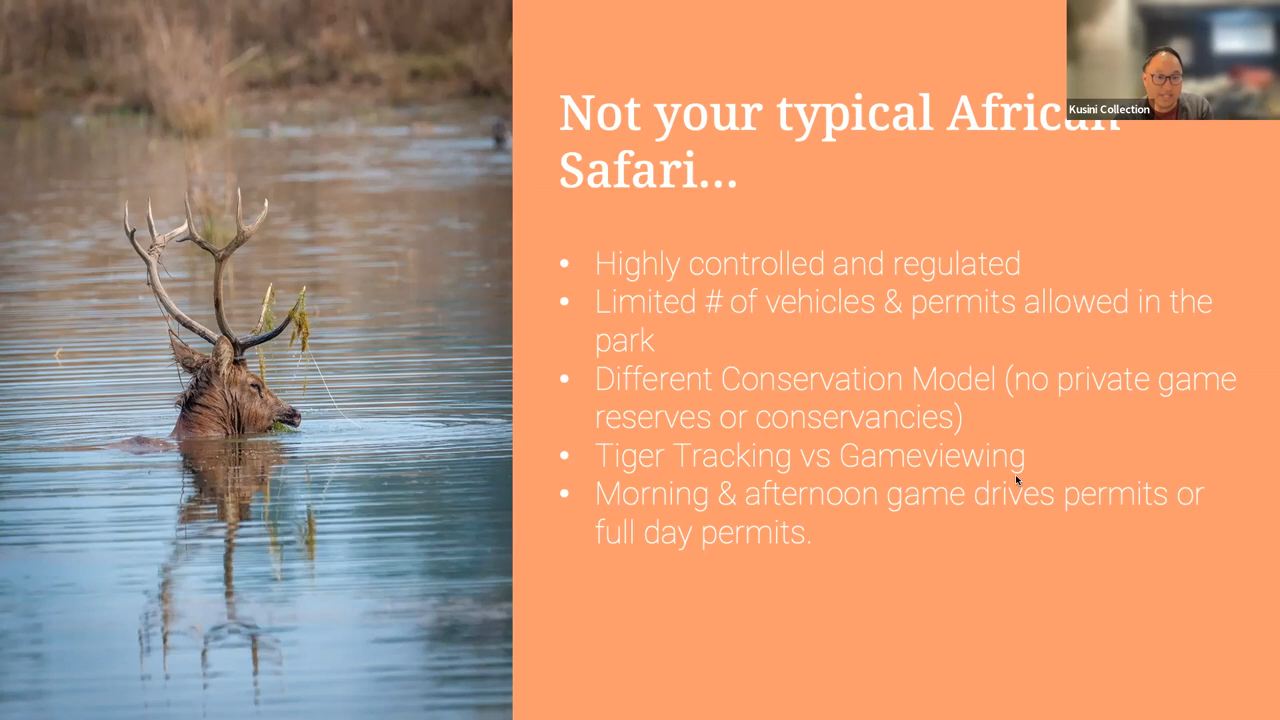 Kusini Collection
Not your typical African
Safari...
• Highly controlled and regulated
• Limited # of vehicles & permits allowed in the
park
• Different Conservation Model (no private game
reserves or conservancies)
• Tiger Tracking vs Gameviewing
• Morning & afternoon game drives permits or
full day permits.